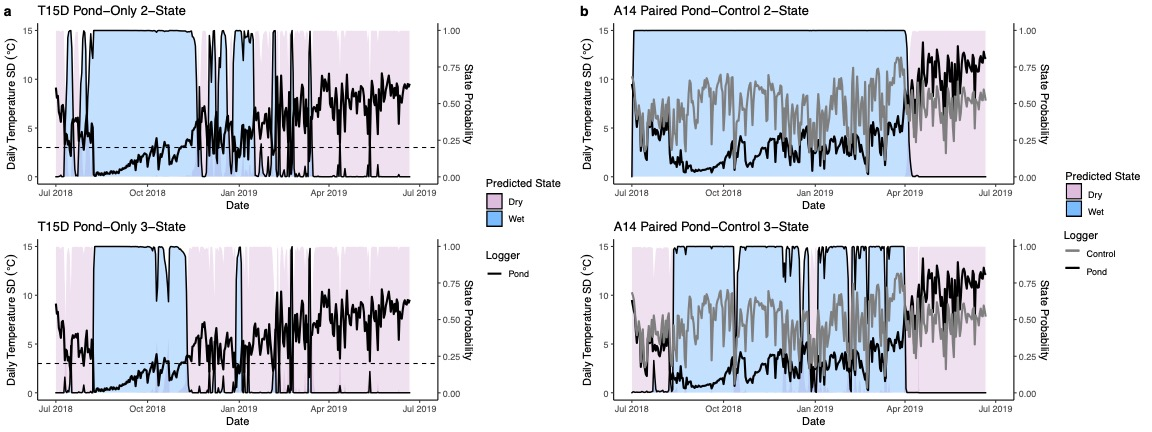 a
T15D Pond−Only 2−State
Daily Temperature SD (°C)
15
10
5
0
1.00
0.75
0.50
0.25
0.00
State Probability
Jul 2018
Oct 2018
Jan 2019
Apr 2019
Jul 2019
Date
T15D Pond−Only 3−State
Daily Temperature SD (°C)
15
10
5
0
1.00
0.75
0.50
0.25
0.00
State Probability
Jul 2018
Oct 2018
Jan 2019
Apr 2019
Jul 2019
Date
Predicted State
Dry
Wet
Logger
Pond
b
A14 Paired Pond−Control 2−State
Daily Temperature SD (°C)
15
10
5
0
1.00
0.75
0.50
0.25
0.00
State Probability
Jul 2018
Oct 2018
Jan 2019
Apr 2019
Jul 2019
Date
A14 Paired Pond−Control 3−State
Daily Temperature SD (°C)
15
10
5
0
1.00
0.75
0.50
0.25
0.00
State Probability
Jul 2018
Oct 2018
Jan 2019
Apr 2019
Jul 2019
Date
Predicted State
Dry
Wet
Logger
Control
Pond